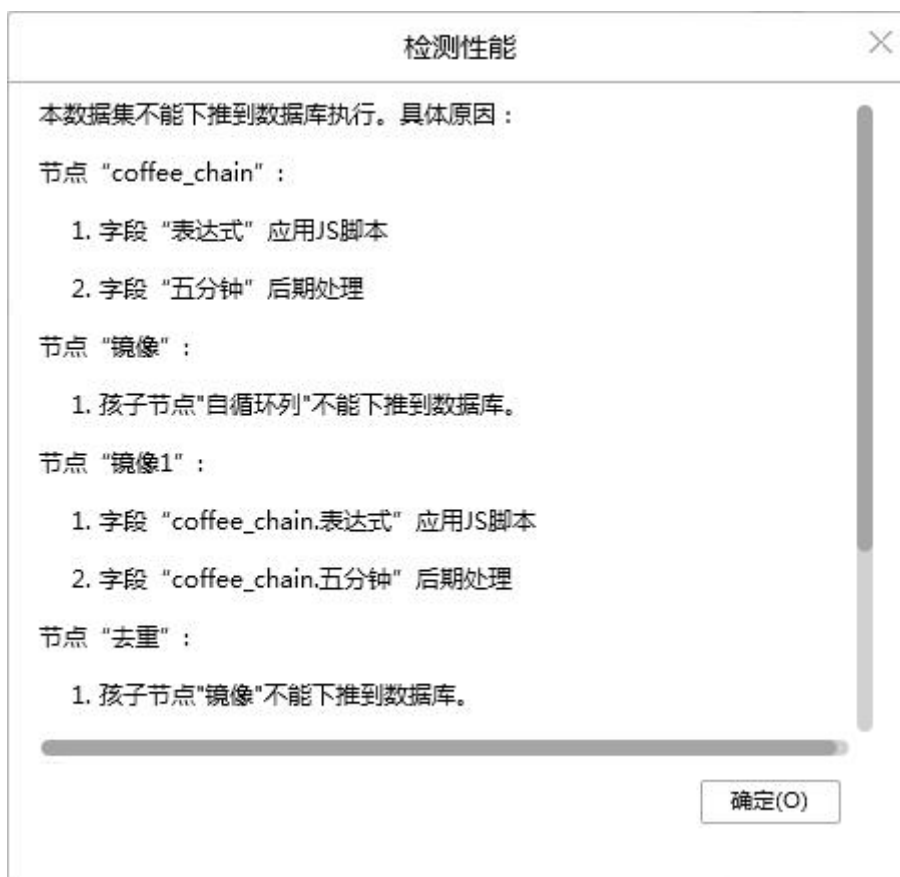 检测性能
本数据集不能下推到数据库执行。具体原因：
节点“coffee_chain”：
1. 字段“表达式”应用JS脚本
2. 字段“五分钟”后期处理
节点“镜像”：
1. 孩子节点"自循环列"不能下推到数据库。
节点“镜像1”：
1. 字段“coffee_chain.表达式”应用JS脚本
2. 字段“coffee_chain.五分钟”后期处理
节点“去重”：
1. 孩子节点"镜像"不能下推到数据库。
确定(O)